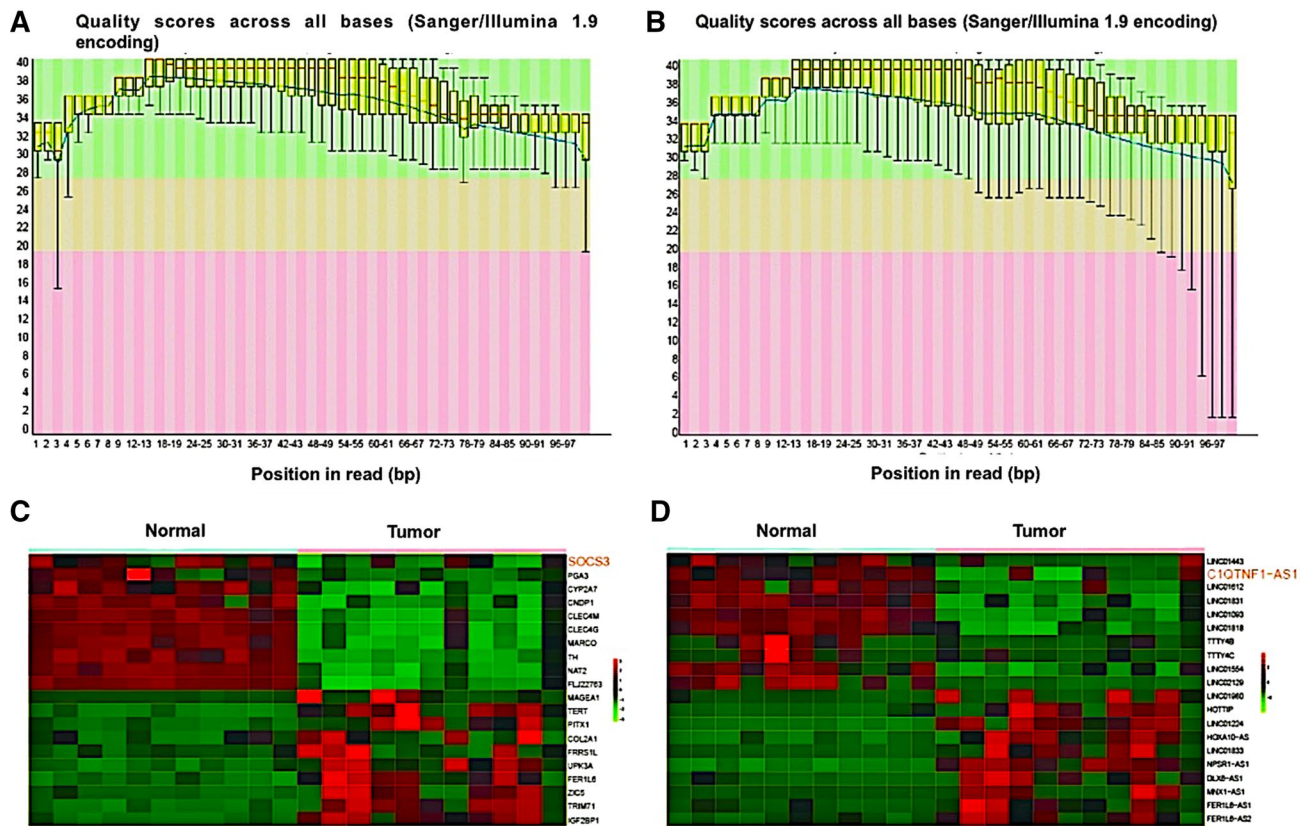 A
Quality scores across all bases (Sanger/Illumina 1.9
encoding)
40
38
36
34
32
30
28
26
24
22
20
18
16
14
12
10
8
6
4
2
0
1 2 3 4 5 6 7 8 9 12-13 18-19 24-25 30-31 36-37 42-43 48-49 54-55 60-61 66-67 72-73 78-79 84-85 90-91 96-97
Position in read (bp)
B
Quality scores across all bases (Sanger/Illumina 1.9 encoding)
40
38
36
34
32
30
28
26
24
22
20
18
16
14
12
10
8
6
4
2
0
1 2 3 4 5 6 7 8 9 12-13 18-19 24-25 30-31 36-37 42-43 48-49 54-55 60-61 66-67 72-73 78-79 84-85 90-91 96-97
Position in read (bp)
C
Normal Tumor
SOCS3
PGA3
CYP2A7
CNDP1
CLEC4M
CLEC4G
MARCO
TH
NAT2
FLJ22763
MAGEA1
TERT
PITX1
COL2A1
FRRS1L
UPK3A
FER1L6
ZIC5
TRIM71
IGF2BP1
D
Normal Tumor
LINC01443
C1QTNF1-AS1
LINC01612
LINC01831
LINC01093
LINC01818
TTTY4B
TTTY4C
LINC01554
LINC02129
LINC01980
HOTTIP
LINC01224
HOXA10-AS
LINC01833
NPSR1-AS1
DLX6-AS1
MNX1-AS1
FER1L6-AS1
FER1L6-AS2